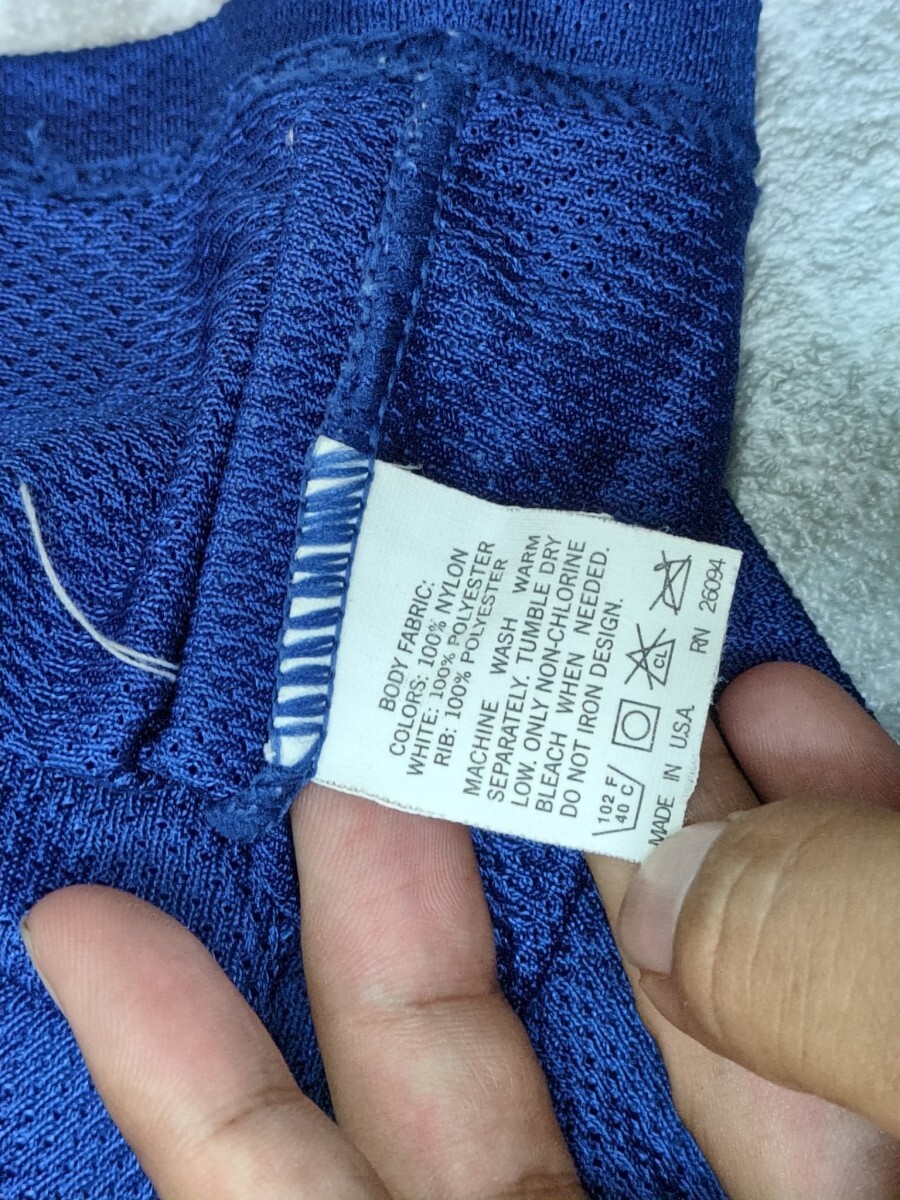 BODY FABRIC:
COLORS: 100% NYLON
WHITE: 100% POLYESTER
RIB: 100% POLYESTER
MACHINE WASH WARM
SEPARATELY. TUMBLE DRY
LOW. ONLY NON-CHLORINE
BLEACH WHEN NEEDED.
DO NOT IRON DESIGN.
102 F
40 C
CL
MADE IN U.S.A. RN 26094